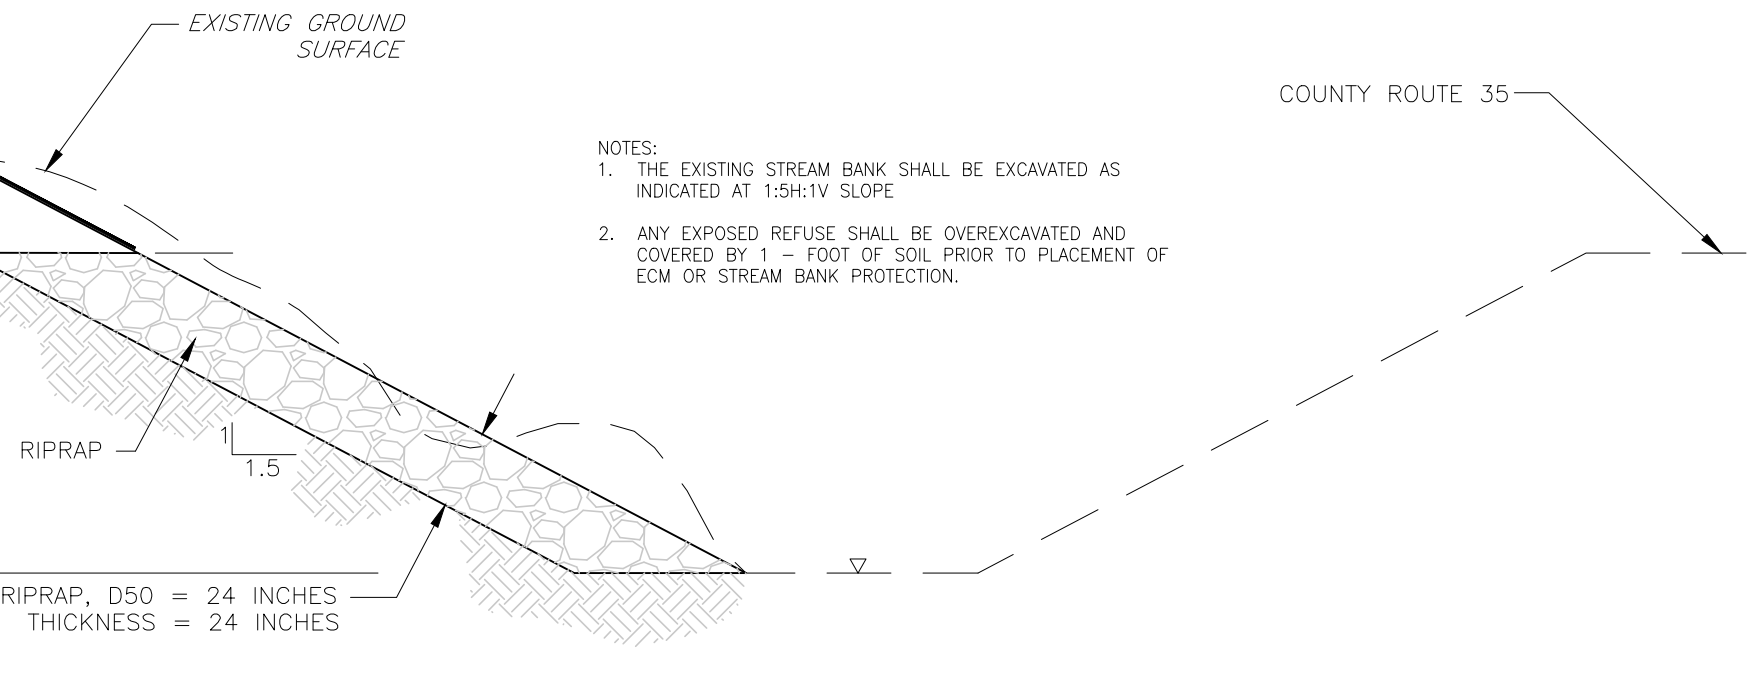 EXISTING GROUND
SURFACE
COUNTY ROUTE 35
NOTES:
1. THE EXISTING STREAM BANK SHALL BE EXCAVATED AS
INDICATED AT 1:5H:1V SLOPE
2. ANY EXPOSED REFUSE SHALL BE OVEREXCAVATED AND
COVERED BY 1 – FOOT OF SOIL PRIOR TO PLACEMENT OF
ECM OR STREAM BANK PROTECTION.
RIPRAP
1
1.5
RIPRAP, D50 = 24 INCHES
THICKNESS = 24 INCHES